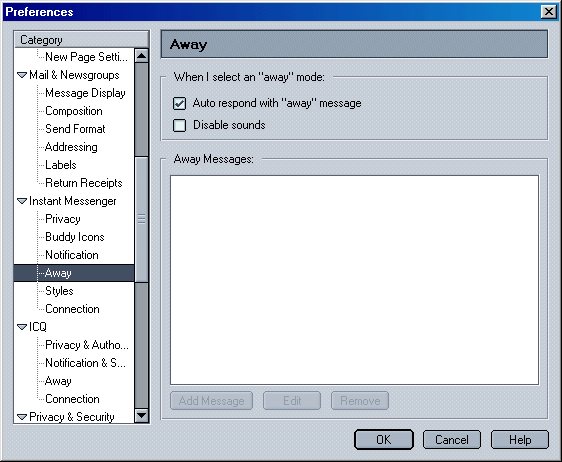 Preferences
Category
New Page Setti...
Mail & Newsgroups
Message Display
Composition
Send Format
Addressing
Labels
Return Receipts
Instant Messenger
Privacy
Buddy Icons
Notification
Away
Styles
Connection
ICQ
Privacy & Autho...
Notification & S...
Away
Connection
Privacy & Security
Away
When I select an "away" mode:
Auto respond with "away" message
Disable sounds
Away Messages:
Add Message Edit Remove
OK Cancel Help